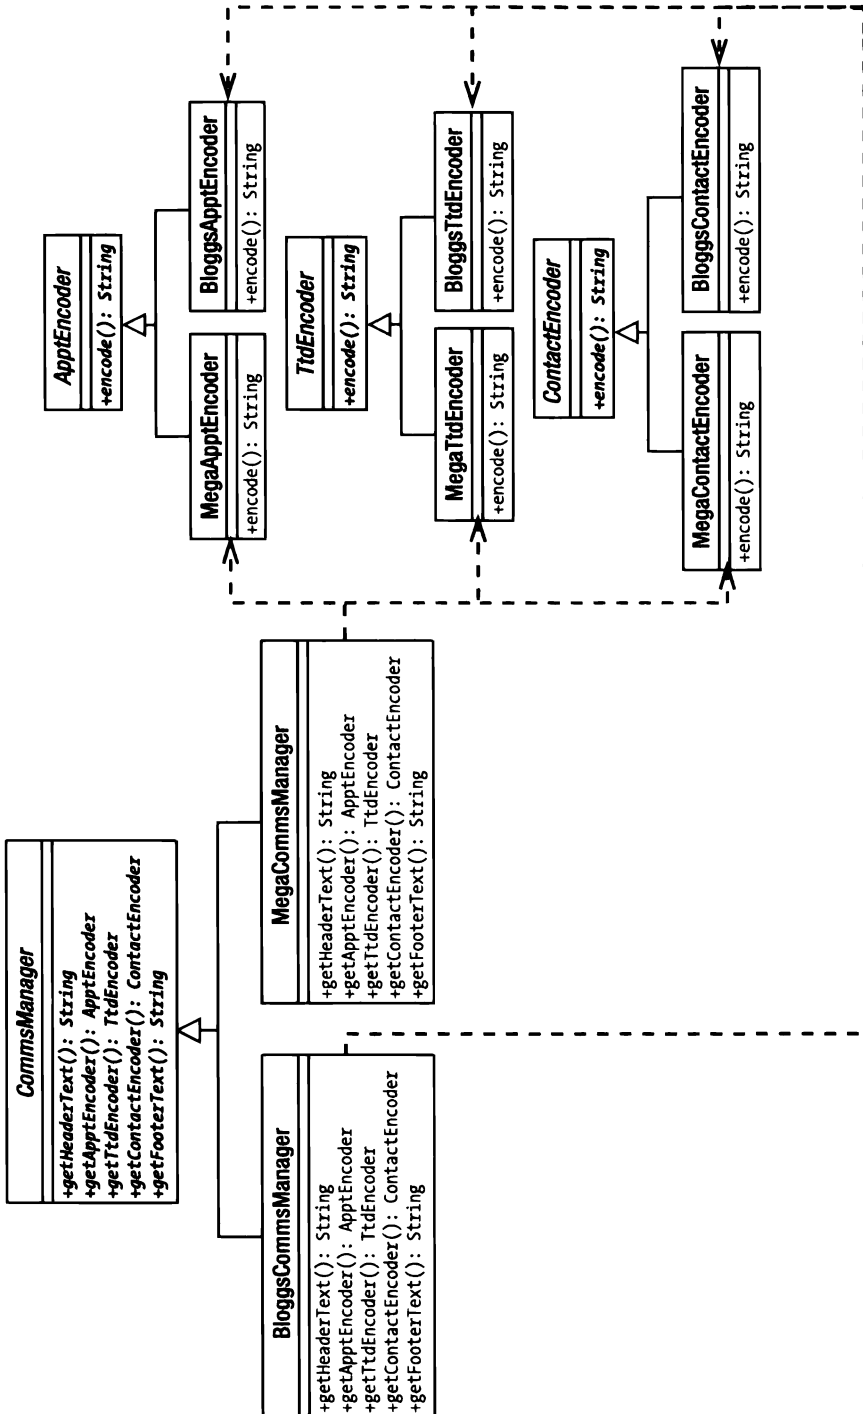 CommsManager
+getHeaderText(): String
+getApptEncoder(): ApptEncoder
+getTtdEncoder(): TtdEncoder
+getContactEncoder(): ContactEncoder
+getFooterText(): String
BloggsCommsManager
+getHeaderText(): String
+getApptEncoder(): ApptEncoder
+getTtdEncoder(): TtdEncoder
+getContactEncoder(): ContactEncoder
+getFooterText(): String
MegaCommsManager
+getHeaderText(): String
+getApptEncoder(): ApptEncoder
+getTtdEncoder(): TtdEncoder
+getContactEncoder(): ContactEncoder
+getFooterText(): String
ApptEncoder
+encode(): String
MegaApptEncoder
+encode(): String
BloggsApptEncoder
+encode(): String
TtdEncoder
+encode(): String
MegaTtdEncoder
+encode(): String
BloggsTtdEncoder
+encode(): String
ContactEncoder
+encode(): String
MegaContactEncoder
+encode(): String
BloggsContactEncoder
+encode(): String